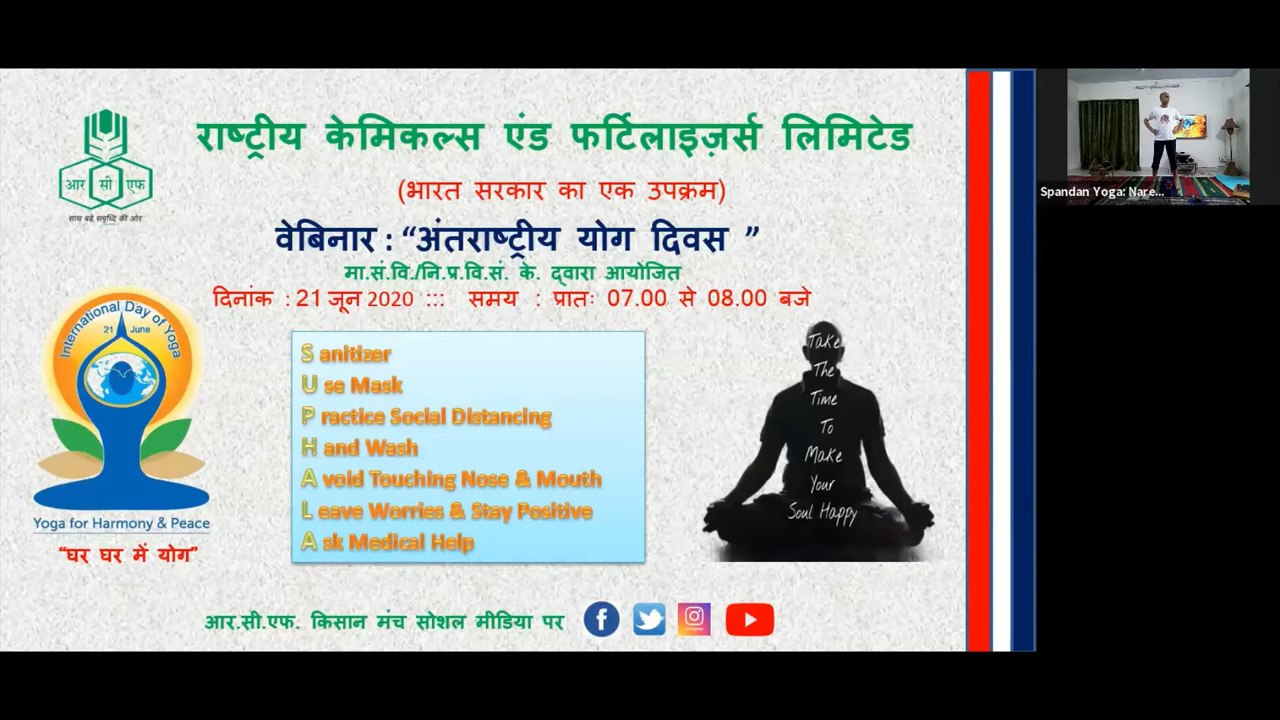 राष्ट्रीय केमिकल्स एंड फर्टिलाइज़र्स लिमिटेड
(भारत सरकार का एक उपक्रम)
वेबिनार : “अंतराष्ट्रीय योग दिवस ”
मा.सं.वि./नि.प्र.वि.सं. के. द्वारा आयोजित
दिनांक : 21 जून 2020 ::: समय : प्रातः 07.00 से 08.00 बजे
आर सी एफ
साथ बढ़ें समृध्दि की ओर
International Day of Yoga
21 June
Yoga for Harmony & Peace
“घर घर में योग”
S anitizer
U se Mask
P ractice Social Distancing
H and Wash
A void Touching Nose & Mouth
L eave Worries & Stay Positive
A sk Medical Help
Take
The
Time
To
Make
Your
Soul Happy
आर.सी.एफ. किसान मंच सोशल मीडिया पर
Spandan Yoga: Nare...